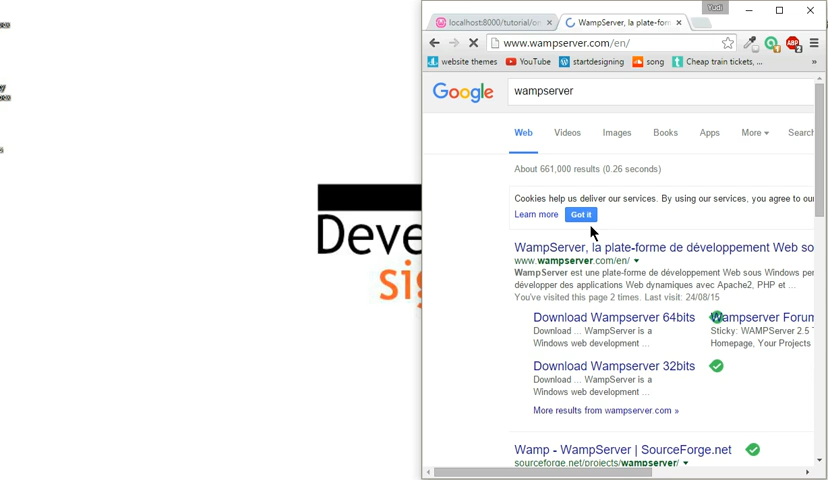 Yudi
localhost:8000/tutorial/or
WampServer, la plate-form
www.wampserver.com/en/
website themes
YouTube
startdesigning
song
Cheap train tickets, ...
»
Google
wampserver
Web
Videos
Images
Books
Apps
More
Search
About 661,000 results (0.26 seconds)
Cookies help us deliver our services. By using our services, you agree to our
Learn more
Got it
WampServer, la plate-forme de développement Web so
www.wampserver.com/en/
WampServer est une plate-forme de développement Web sous Windows per
développer des applications Web dynamiques avec Apache2, PHP et ...
You've visited this page 2 times. Last visit: 24/08/15
Download Wampserver 64bits
Download ... WampServer is a
Windows web development ...
Wampserver Forum
Sticky: WAMPSERVER 2.5 T
Homepage, Your Projects
Download Wampserver 32bits
Download ... WampServer is a
Windows web development ...
More results from wampserver.com »
Wamp - WampServer | SourceForge.net
sourceforge.net/projects/wampserver/
Deve
sig